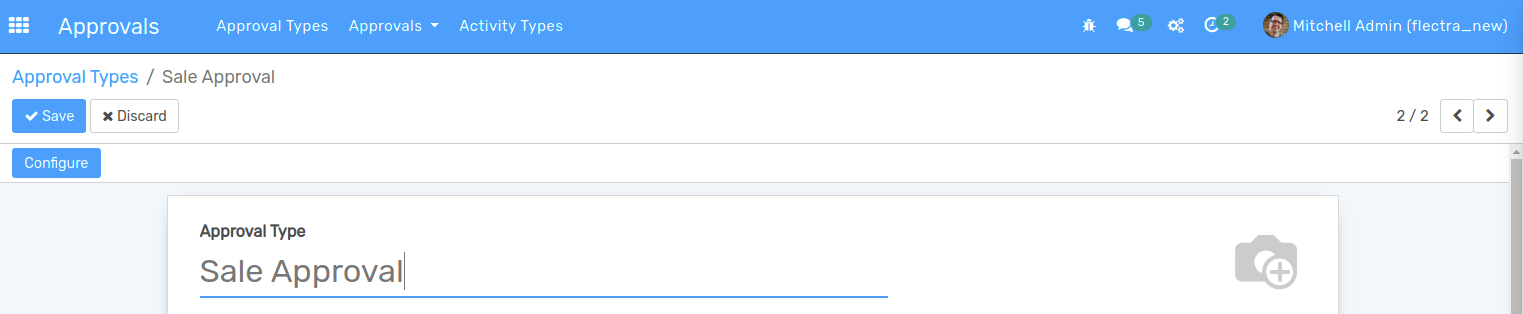 Approvals Approval Types Approvals Activity Types 5 2 Mitchell Admin (flectra_new)
Approval Types / Sale Approval
Save Discard 2 / 2
Configure
Approval Type
Sale Approval